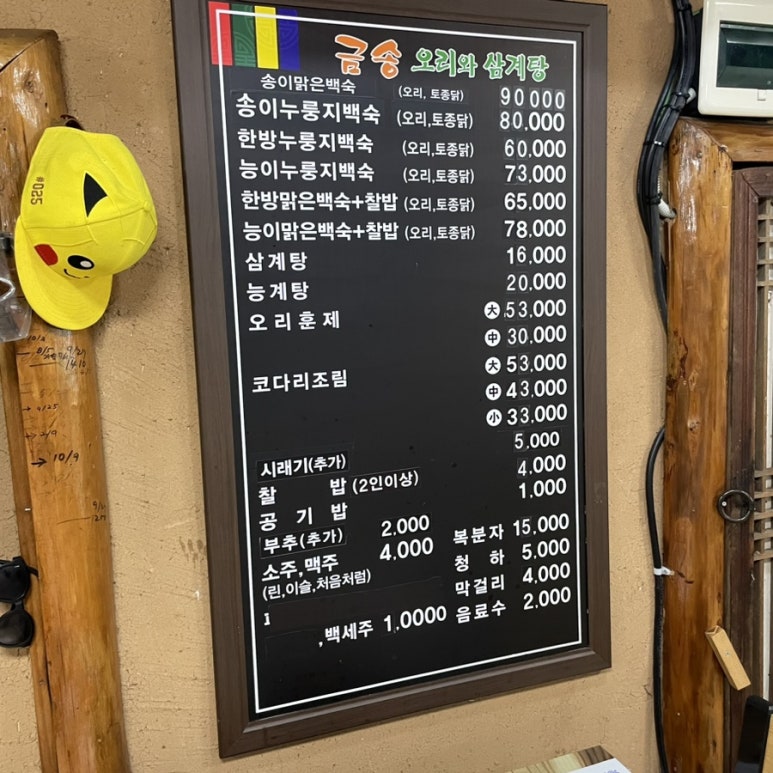 금송 오리와 삼계탕
송이맑은백숙 (오리, 토종닭) 90000
송이누룽지백숙 (오리,토종닭) 80,000
한방누룽지백숙 (오리,토종닭) 60,000
능이누룽지백숙 (오리,토종닭) 73,000
한방맑은백숙+찰밥 (오리,토종닭) 65,000
능이맑은백숙+찰밥 (오리,토종닭) 78,000
삼계탕 16,000
능계탕 20,000
오리훈제 大 53,000
中 30,000
大 53,000
코다리조림 中 43,000
小 33,000
시래기(추가) 5,000
찰 밥 (2인이상) 4,000
공 기 밥 1,000
부추(추가) 2,000
소주,맥주 4,000
(린,이슬,처음처럼)
,백세주 1,0000
복분자 15,000
청 하 5,000
막걸리 4,000
음료수 2,000
#0SS
10/9